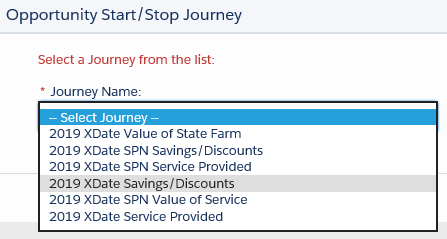 Opportunity Start/Stop Journey
Select a Journey from the list:
* Journey Name:
-- Select Journey --
2019 XDate Value of State Farm
2019 XDate SPN Savings/Discounts
2019 XDate SPN Service Provided
2019 XDate Savings/Discounts
2019 XDate SPN Value of Service
2019 XDate Service Provided